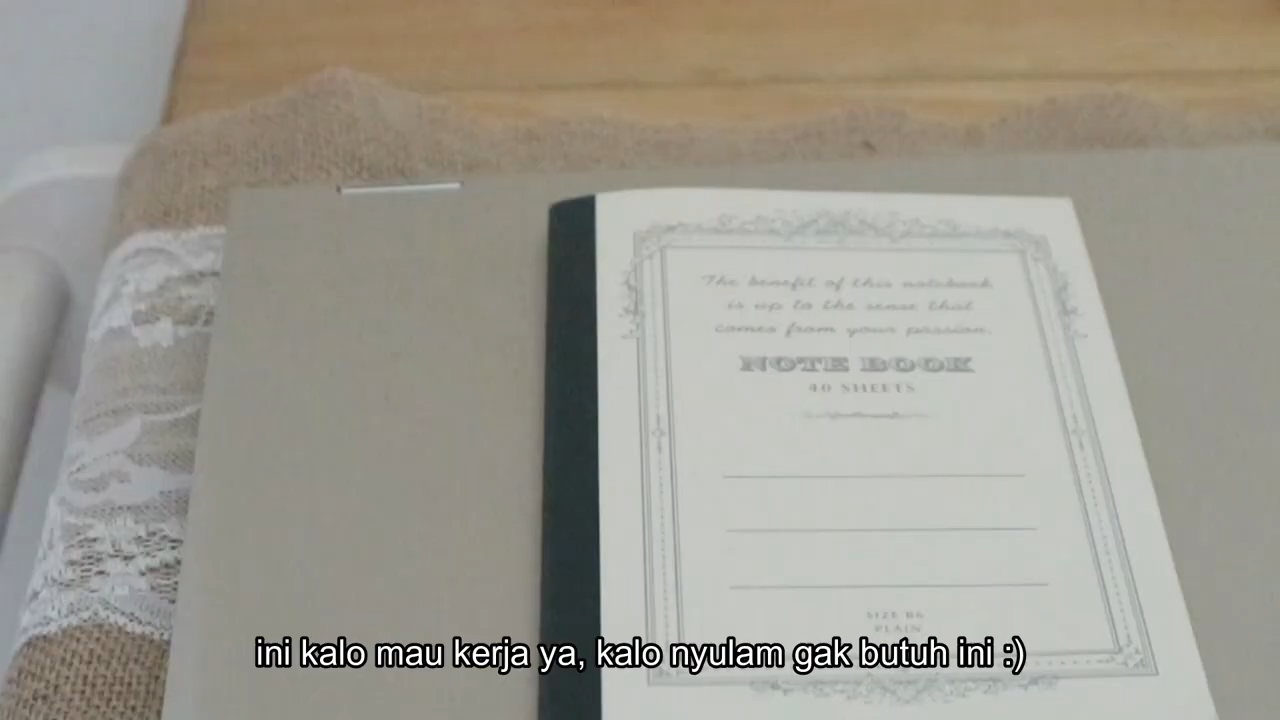 The benefit of this notebook
is up to the sense that
comes from your passion.
NOTE BOOK
40 SHEETS
SIZE B6
PLAIN
ini kalo mau kerja ya, kalo nyulam gak butuh ini :)